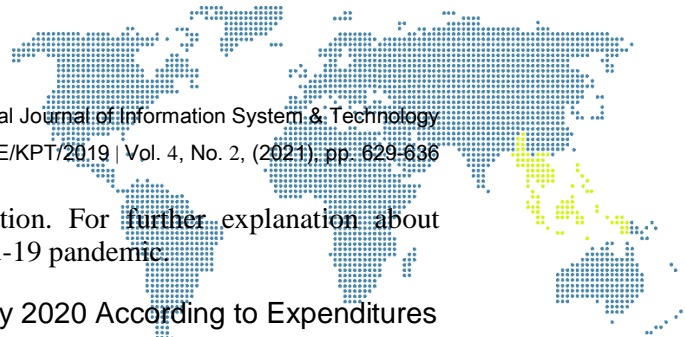 al Journal of Information System & Technology
E/KPT/2019 | Vol. 4, No. 2, (2021), pp. 629-636
tion. For further explanation about
-19 pandemic.
y 2020 According to Expenditures